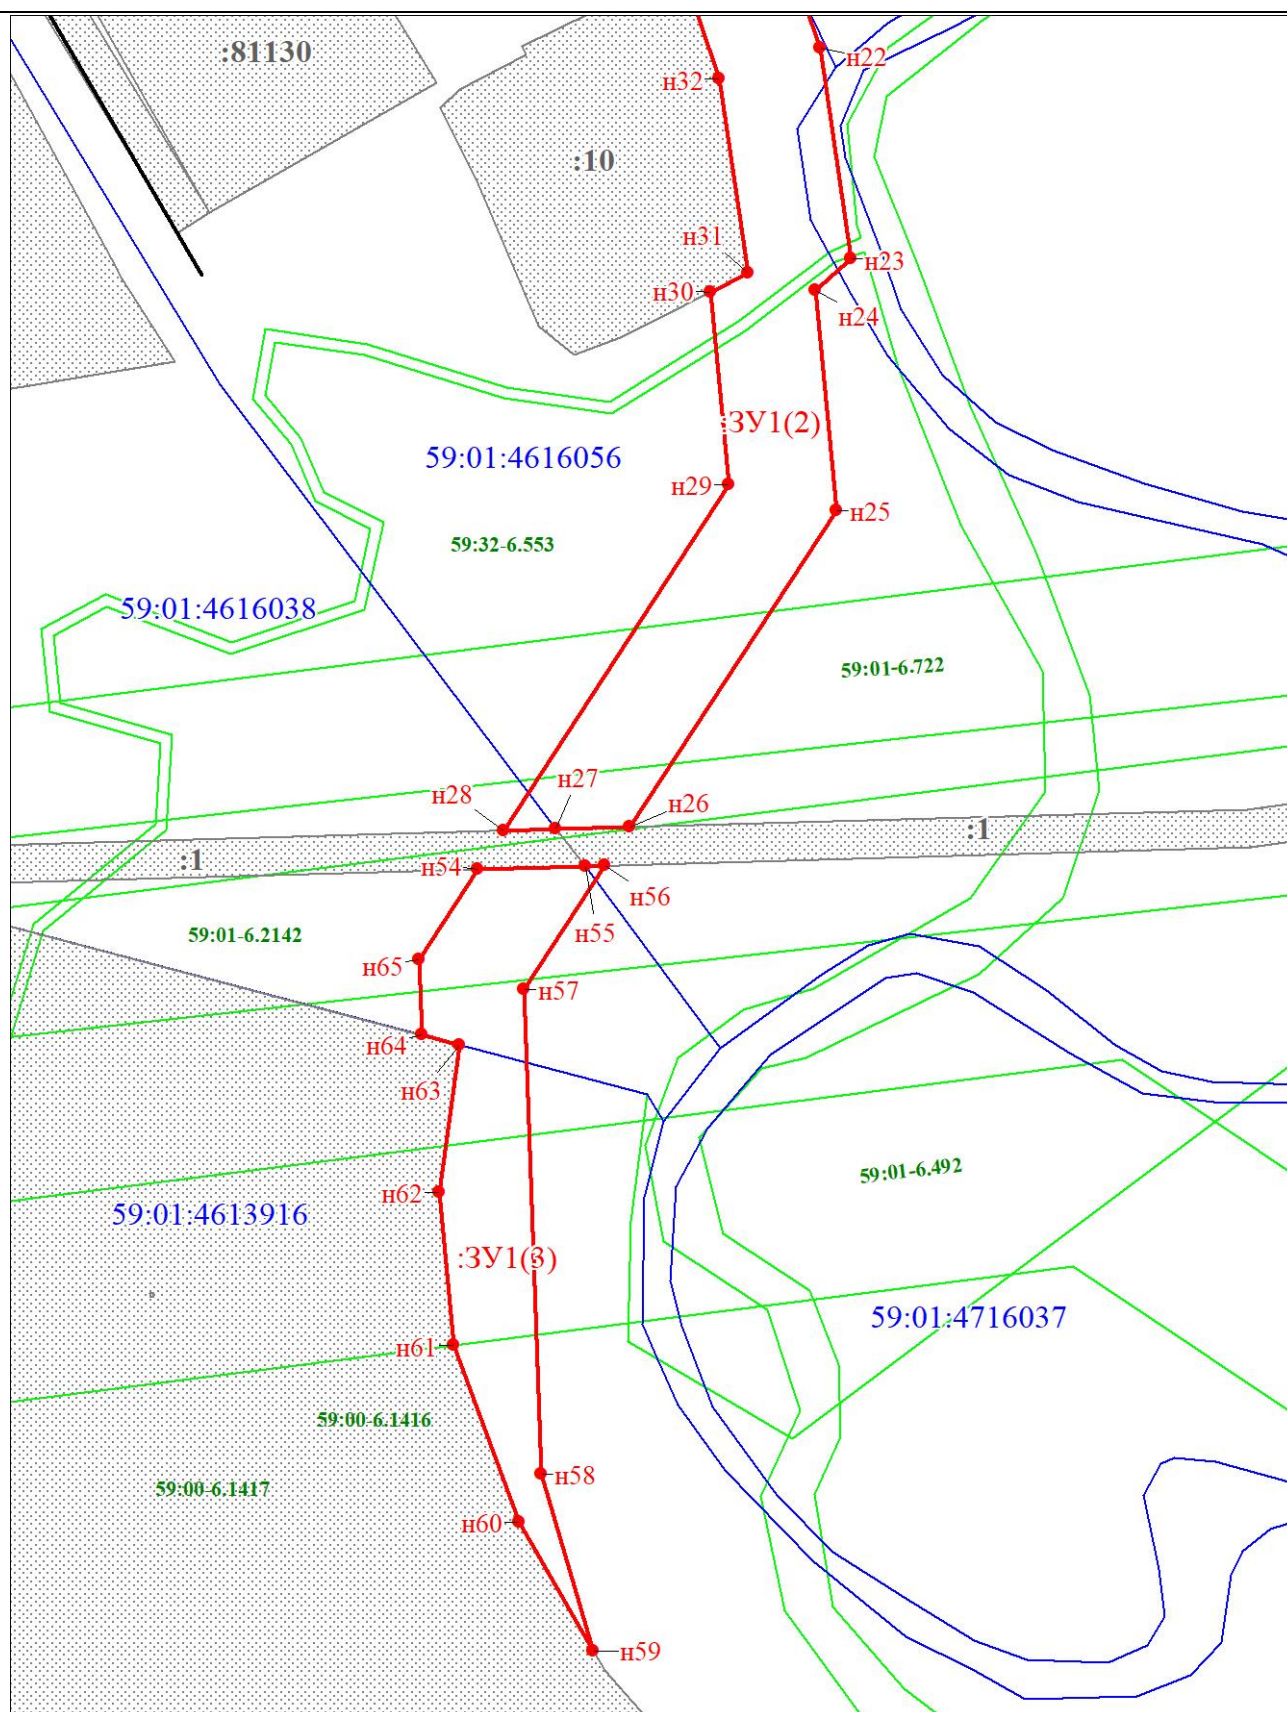 :81130
н22
н32
:10
н31
н23
н30
н24
:ЗУ1(2)
59:01:4616056
н29
н25
59:32-6.553
59:01:4616038
59:01-6.722
н28
н27
н26
:1
:1
н54
н56
н55
59:01-6.2142
н65
н57
н64
н63
59:01-6.492
н62
59:01:4613916
:ЗУ1(3)
59:01:4716037
н61
59:00-6.1416
н58
59:00-6.1417
н60
н59